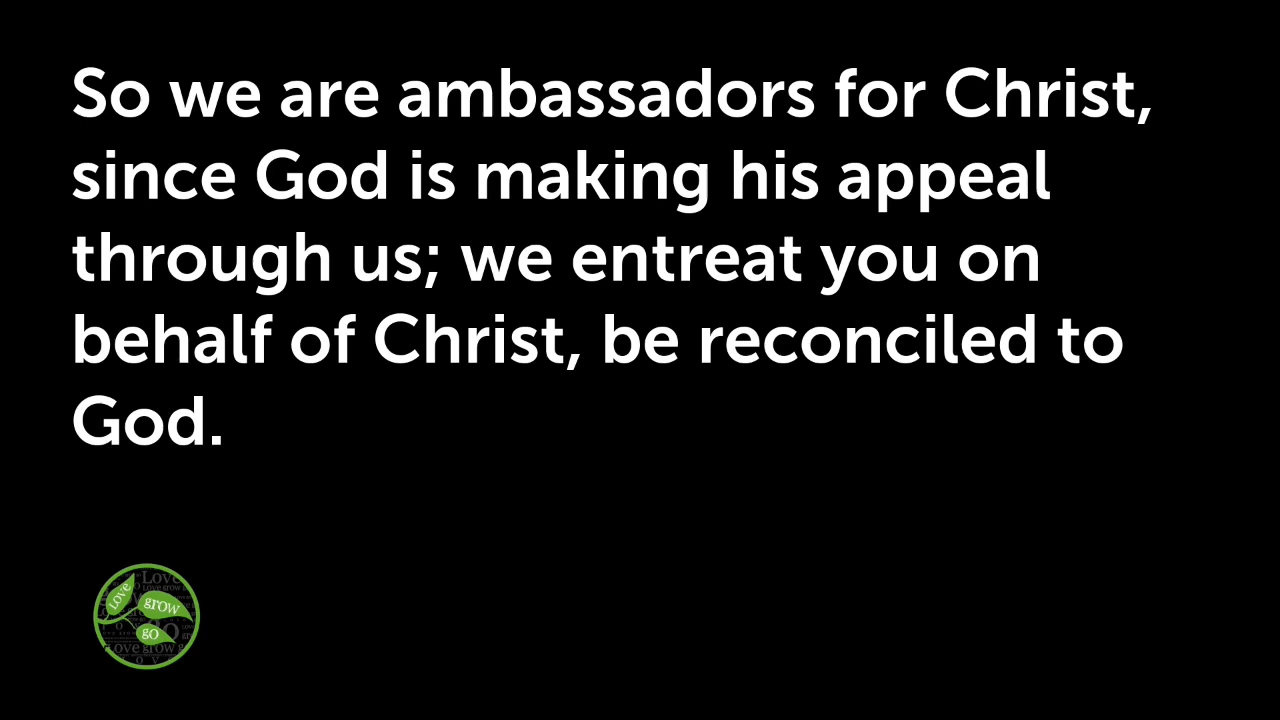 So we are ambassadors for Christ,
since God is making his appeal
through us; we entreat you on
behalf of Christ, be reconciled to
God.
Love
grow
go